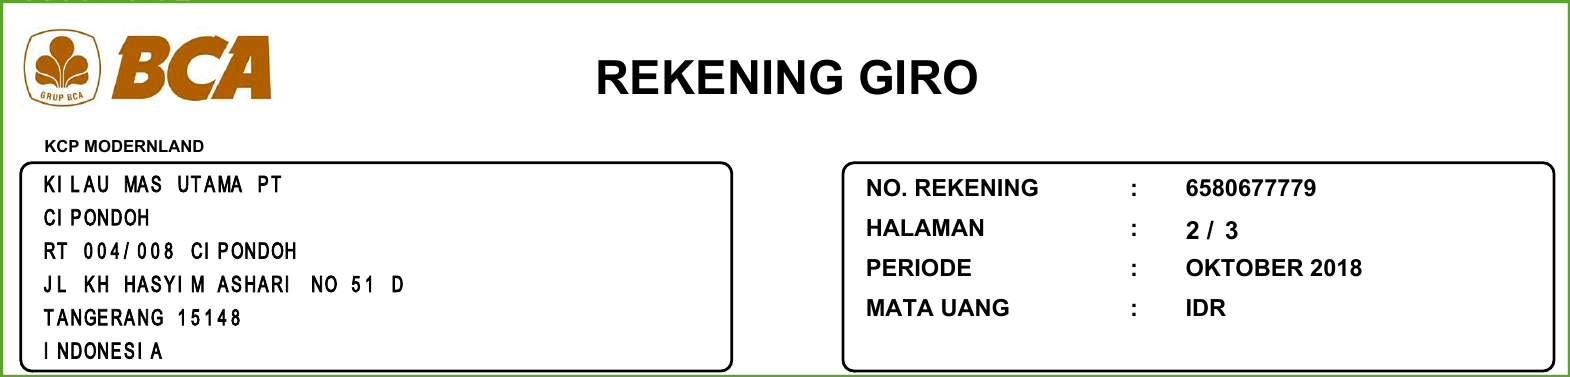 GRUP BCA
BCA
REKENING GIRO
KCP MODERNLAND
KILAU MAS UTAMA PT
CIPONDOH
RT 004/008 CIPONDOH
JL KH HASYIM ASHARI NO 51 D
TANGERANG 15148
INDONESIA
NO. REKENING : 6580677779
HALAMAN : 2 / 3
PERIODE : OKTOBER 2018
MATA UANG : IDR